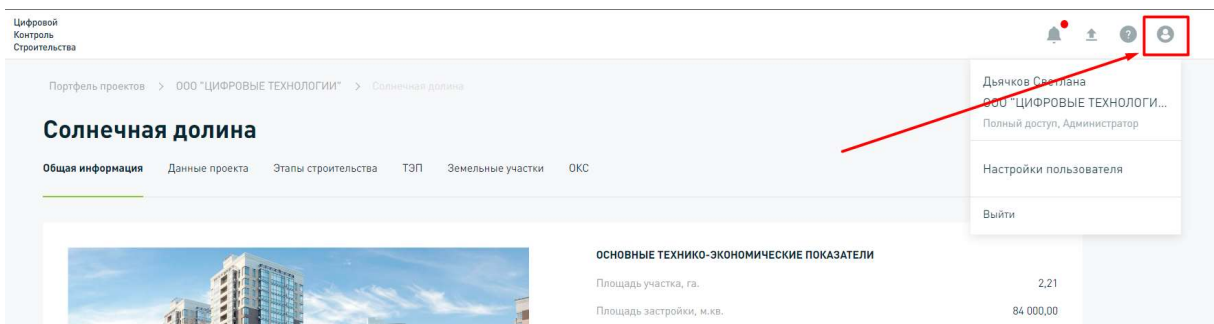 Цифровой
Контроль
Строительства
Портфель проектов > ООО "ЦИФРОВЫЕ ТЕХНОЛОГИИ" > Солнечная долина
Дьячков Светлана
ООО "ЦИФРОВЫЕ ТЕХНОЛОГИ...
Полный доступ, Администратор
Настройки пользователя
Выйти
Солнечная долина
Общая информация Данные проекта Этапы строительства ТЭП Земельные участки ОКС
ОСНОВНЫЕ ТЕХНИКО-ЭКОНОМИЧЕСКИЕ ПОКАЗАТЕЛИ
Площадь участка, га. 2,21
Площадь застройки, м.кв. 84 000,00